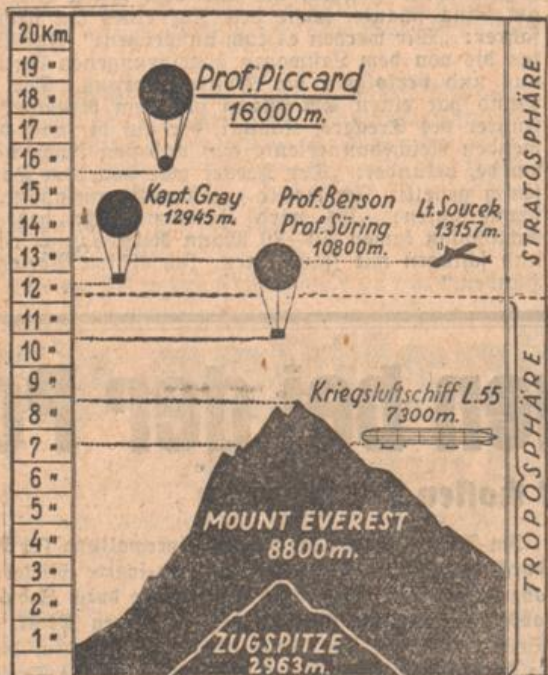 20 Km.
19 "
18 "
17 "
16 "
15 "
14 "
13 "
12 "
11 "
10 "
9 "
8 "
7 "
6 "
5 "
4 "
3 "
2 "
1 "
Prof. Piccard
16000m.
Kapt. Gray
12945m.
Prof. Berson
Prof. Süring
10800m.
Lt. Soucek
13157m.
STRATOSPHÄRE
Kriegsluftschiff L.55
7300m.
TROPOSPHÄRE
MOUNT EVEREST
8800m.
ZUGSPITZE
2963m.